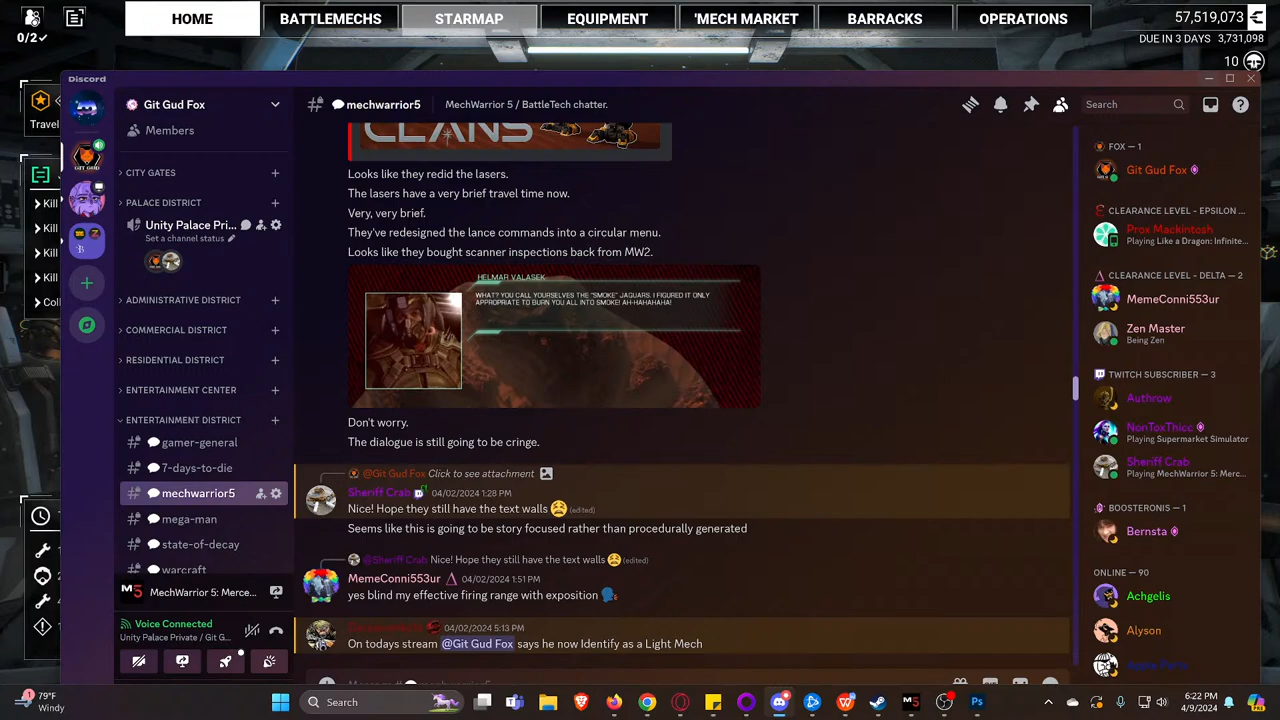 HOME
BATTLEMECHS
STARMAP
EQUIPMENT
'MECH MARKET
BARRACKS
OPERATIONS
57,519,073
DUE IN 3 DAYS 3,731,098
0/2
10
Travel
Kill
Kill
Kill
Kill
Coll
Discord
Git Gud Fox
Members
CITY GATES
PALACE DISTRICT
Unity Palace Pri...
Set a channel status
ADMINISTRATIVE DISTRICT
COMMERCIAL DISTRICT
RESIDENTIAL DISTRICT
ENTERTAINMENT CENTER
ENTERTAINMENT DISTRICT
gamer-general
7-days-to-die
mechwarrior5
mega-man
state-of-decay
warcraft
MechWarrior 5: Merce...
Voice Connected
Unity Palace Private / Git G...
mechwarrior5
MechWarrior 5 / BattleTech chatter.
Search
CLANS
Looks like they redid the lasers.
The lasers have a very brief travel time now.
Very, very brief.
They've redesigned the lance commands into a circular menu.
Looks like they bought scanner inspections back from MW2.
HELMAR VALASEK
WHAT? YOU CALL YOURSELVES THE "SMOKE" JAGUARS. I FIGURED IT ONLY
APPROPRIATE TO BURN YOU ALL INTO SMOKE! AH-HAHAHAHA!
Don't worry.
The dialogue is still going to be cringe.
@Git Gud Fox Click to see attachment
Sheriff Crab 04/02/2024 1:28 PM
Nice! Hope they still have the text walls (edited)
Seems like this is going to be story focused rather than procedurally generated
@Sheriff Crab Nice! Hope they still have the text walls (edited)
MemeConni553ur 04/02/2024 1:51 PM
yes blind my effective firing range with exposition
04/02/2024 5:13 PM
On todays stream @Git Gud Fox says he now Identify as a Light Mech
FOX — 1
Git Gud Fox
CLEARANCE LEVEL - EPSILON ...
Prox Mackintosh
Playing Like a Dragon: Infinite...
CLEARANCE LEVEL - DELTA — 2
MemeConni553ur
Zen Master
Being Zen
TWITCH SUBSCRIBER — 3
Authrow
NonToxThicc
Playing Supermarket Simulator
Sheriff Crab
Playing MechWarrior 5: Merc...
BOOSTERONIS — 1
Bernsta
ONLINE — 90
Achgelis
Alyson
79°F
Windy
Search
6:22 PM
4/9/2024